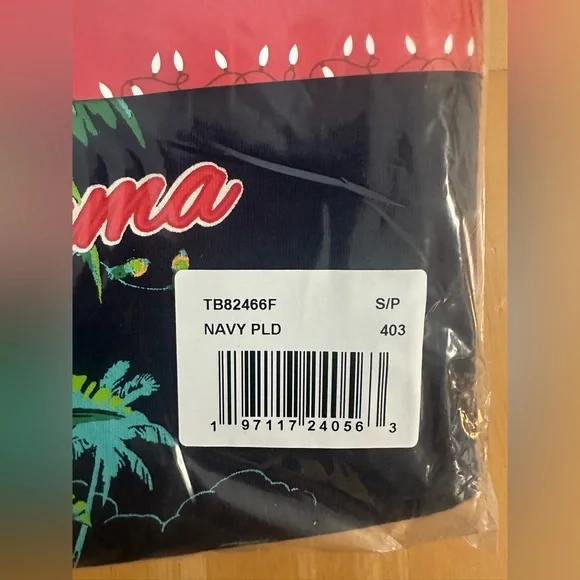 ma
TB82466F S/P
NAVY PLD 403
1 97117 24056 3